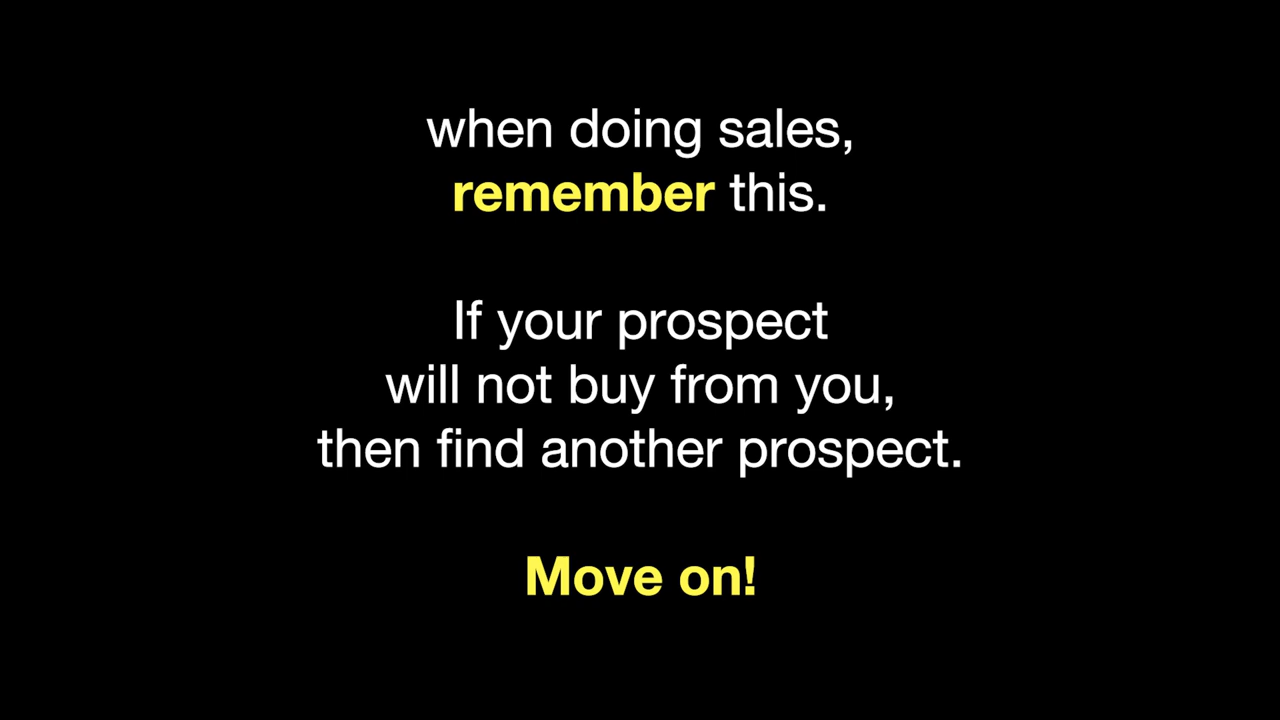 when doing sales,
remember this.
If your prospect
will not buy from you,
then find another prospect.
Move on!